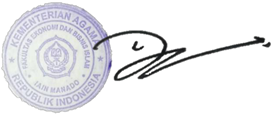 KEMENTERIAN AGAMA
FAKULTAS EKONOMI DAN BISNIS ISLAM
IAIN MANADO
REPUBLIK INDONESIA